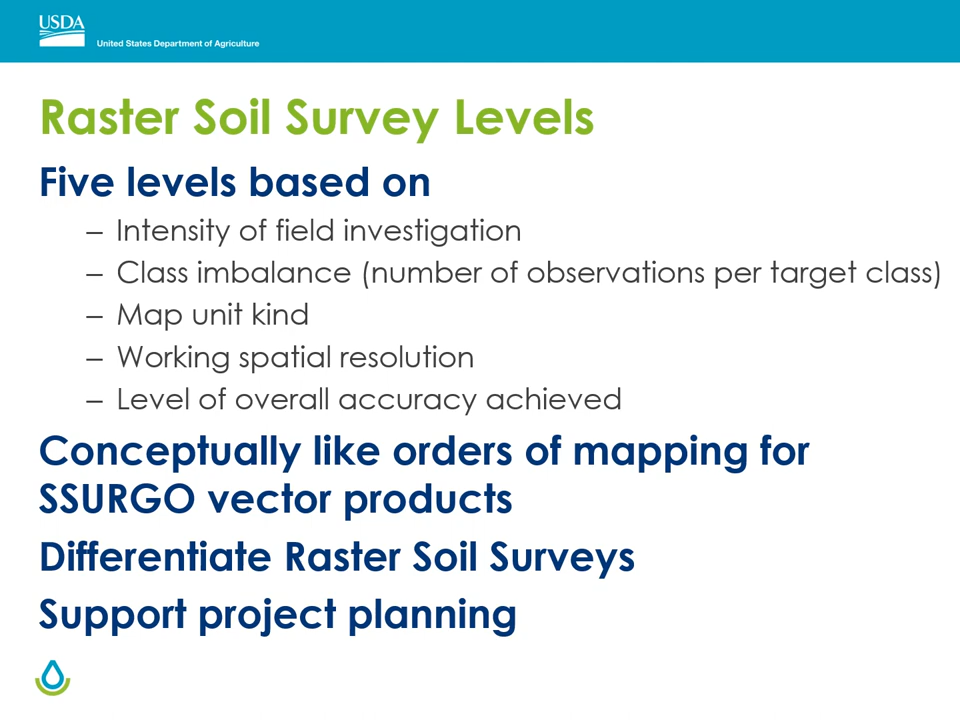 USDA
United States Department of Agriculture
Raster Soil Survey Levels
Five levels based on
– Intensity of field investigation
– Class imbalance (number of observations per target class)
– Map unit kind
– Working spatial resolution
– Level of overall accuracy achieved
Conceptually like orders of mapping for
SSURGO vector products
Differentiate Raster Soil Surveys
Support project planning